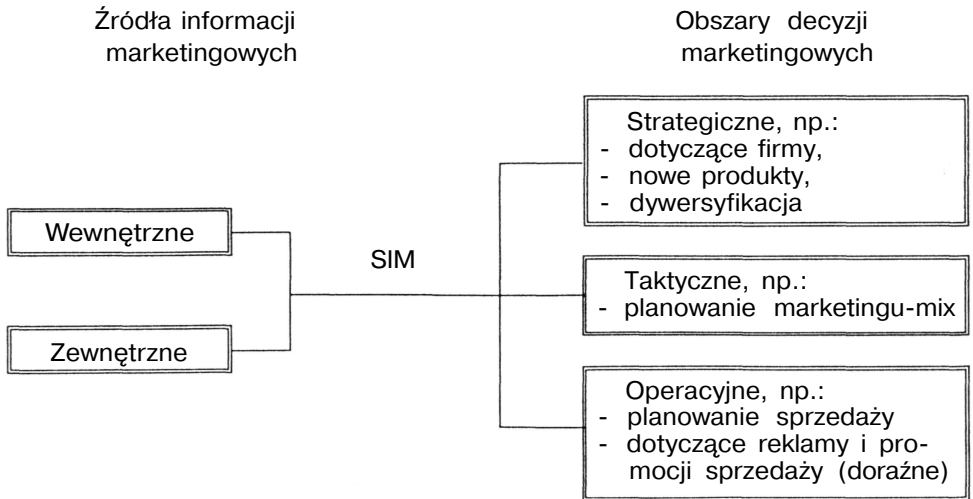 Źródła informacji
marketingowych
Obszary decyzji
marketingowych
Wewnętrzne
Zewnętrzne
SIM
Strategiczne, np.:
- dotyczące firmy,
- nowe produkty,
- dywersyfikacja
Taktyczne, np.:
- planowanie marketingu-mix
Operacyjne, np.:
- planowanie sprzedaży
- dotyczące reklamy i pro-
mocji sprzedaży (doraźne)